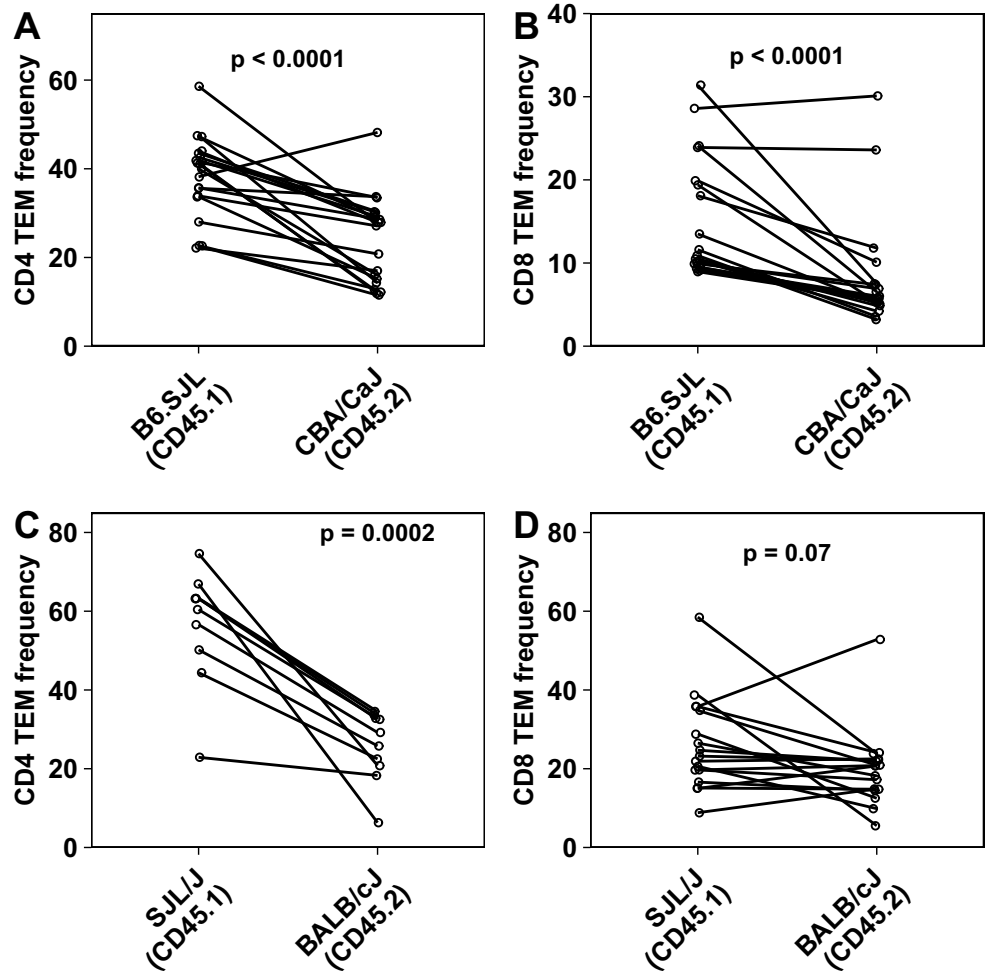 A
CD4 TEM frequency
p < 0.0001
60
40
20
0
B6.SJL
(CD45.1)
CBA/CaJ
(CD45.2)
B
CD8 TEM frequency
p < 0.0001
40
30
20
10
0
B6.SJL
(CD45.1)
CBA/CaJ
(CD45.2)
C
CD4 TEM frequency
p = 0.0002
80
60
40
20
0
SJL/J
(CD45.1)
BALB/cJ
(CD45.2)
D
CD8 TEM frequency
p = 0.07
80
60
40
20
0
SJL/J
(CD45.1)
BALB/cJ
(CD45.2)